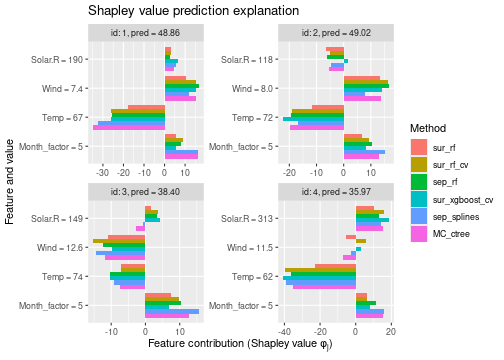 Shapley value prediction explanation
id: 1, pred = 48.86
id: 2, pred = 49.02
Solar.R = 190
Wind = 7.4
Temp = 67
Month_factor = 5
-30 -20 -10 0 10
Solar.R = 118
Wind = 8.0
Temp = 72
Month_factor = 5
-20 -10 0 10
id: 3, pred = 38.40
id: 4, pred = 35.97
Solar.R = 149
Wind = 12.6
Temp = 74
Month_factor = 5
-10 0 10
Solar.R = 313
Wind = 11.5
Temp = 62
Month_factor = 5
-40 -20 0 20
Feature and value
Feature contribution (Shapley value φj)
Method
sur_rf
sur_rf_cv
sep_rf
sur_xgboost_cv
sep_splines
MC_ctree